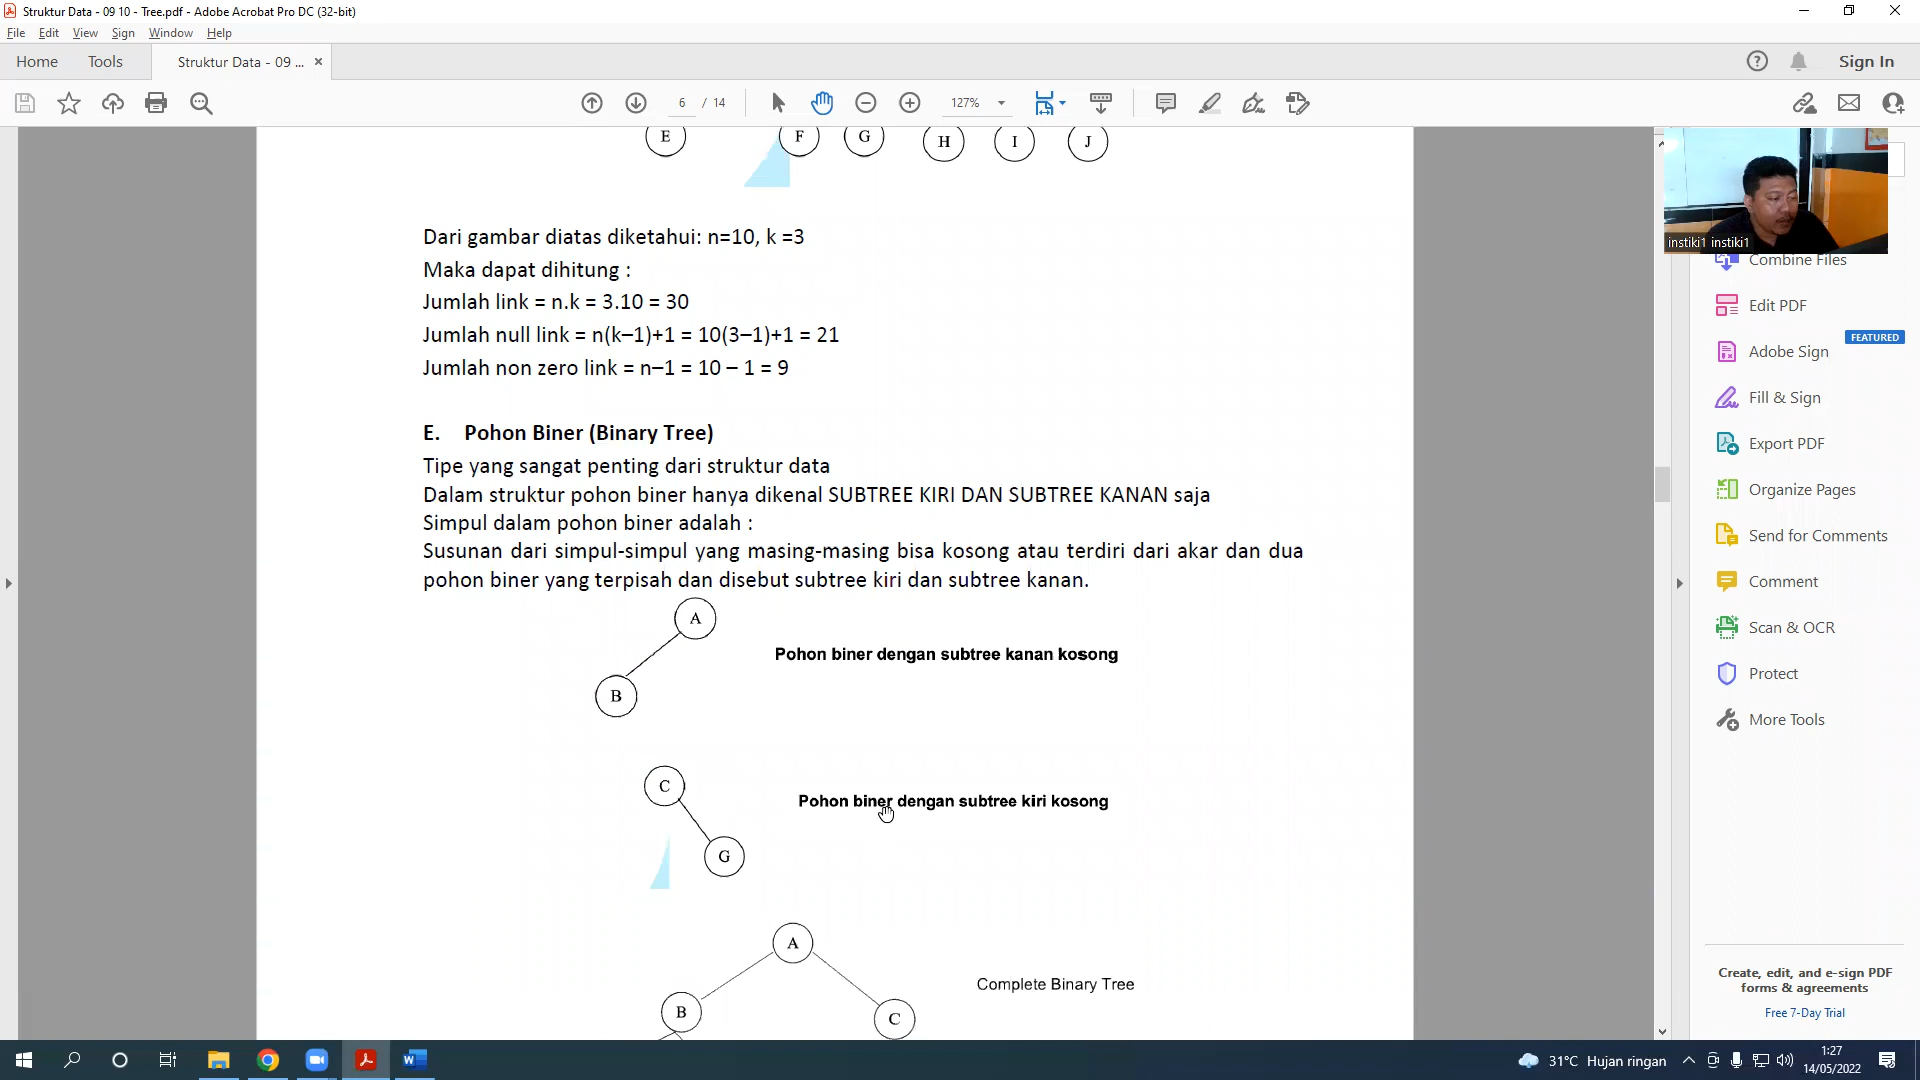 Struktur Data - 09 10 - Tree.pdf - Adobe Acrobat Pro DC (32-bit)
File Edit View Sign Window Help
Home Tools Struktur Data - 09 ... × Sign In
6 / 14 127%
E F G H I J
instiki1 instiki1
Dari gambar diatas diketahui: n=10, k =3
Maka dapat dihitung :
Jumlah link = n.k = 3.10 = 30
Jumlah null link = n(k–1)+1 = 10(3–1)+1 = 21
Jumlah non zero link = n–1 = 10 – 1 = 9
E. Pohon Biner (Binary Tree)
Tipe yang sangat penting dari struktur data
Dalam struktur pohon biner hanya dikenal SUBTREE KIRI DAN SUBTREE KANAN saja
Simpul dalam pohon biner adalah :
Susunan dari simpul-simpul yang masing-masing bisa kosong atau terdiri dari akar dan dua
pohon biner yang terpisah dan disebut subtree kiri dan subtree kanan.
A
Pohon biner dengan subtree kanan kosong
B
C
Pohon biner dengan subtree kiri kosong
G
A
Complete Binary Tree
B
C
Combine Files
Edit PDF
FEATURED
Adobe Sign
Fill & Sign
Export PDF
Organize Pages
Send for Comments
Comment
Scan & OCR
Protect
More Tools
Create, edit, and e-sign PDF
forms & agreements
Free 7-Day Trial
31°C Hujan ringan
1:27
14/05/2022